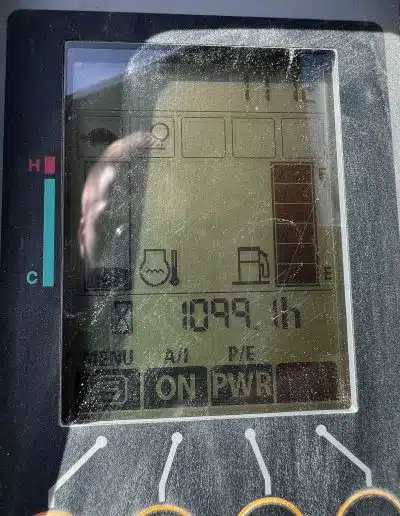 H F
C E
1099.1h
MENU A/I P/E
ON PWR